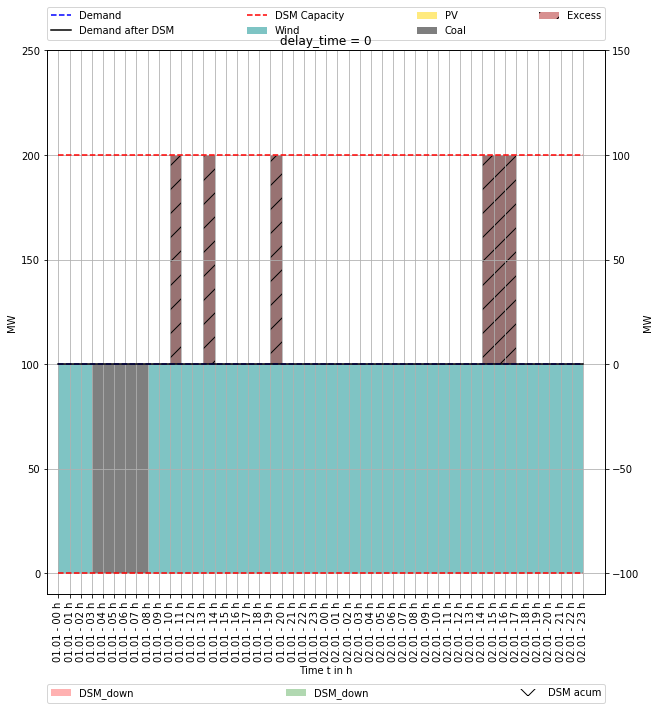 Demand
DSM Capacity
PV
Excess
Demand after DSM
Wind
Coal
delay_time = 0
250
200
150
100
50
0
MW
150
100
50
0
−50
−100
MW
01.01 - 00 h
01.01 - 01 h
01.01 - 02 h
01.01 - 03 h
01.01 - 04 h
01.01 - 05 h
01.01 - 06 h
01.01 - 07 h
01.01 - 08 h
01.01 - 09 h
01.01 - 10 h
01.01 - 11 h
01.01 - 12 h
01.01 - 13 h
01.01 - 14 h
01.01 - 15 h
01.01 - 16 h
01.01 - 17 h
01.01 - 18 h
01.01 - 19 h
01.01 - 20 h
01.01 - 21 h
01.01 - 22 h
01.01 - 23 h
02.01 - 00 h
02.01 - 01 h
02.01 - 02 h
02.01 - 03 h
02.01 - 04 h
02.01 - 05 h
02.01 - 06 h
02.01 - 07 h
02.01 - 08 h
02.01 - 09 h
02.01 - 10 h
02.01 - 11 h
02.01 - 12 h
02.01 - 13 h
02.01 - 14 h
02.01 - 15 h
02.01 - 16 h
02.01 - 17 h
02.01 - 18 h
02.01 - 19 h
02.01 - 20 h
02.01 - 21 h
02.01 - 22 h
02.01 - 23 h
Time t in h
DSM_down
DSM_down
DSM acum